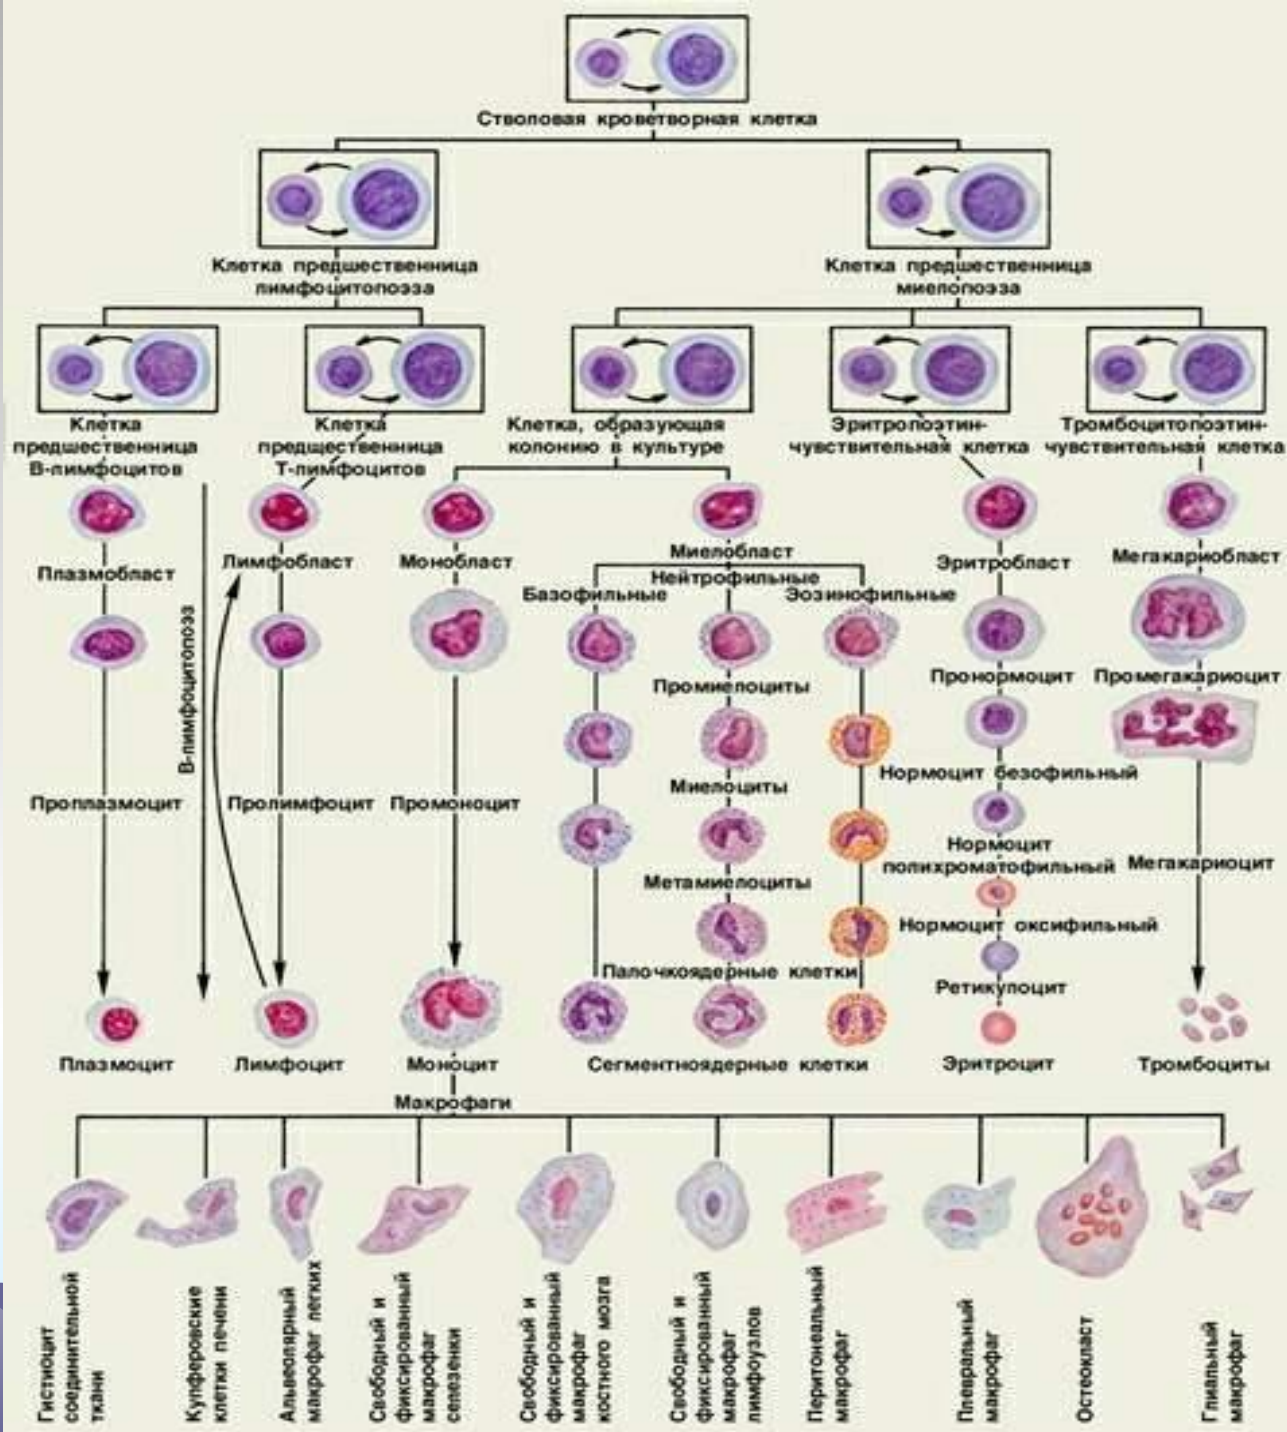 Стволовая кроветворная клетка
Клетка предшественница
лимфоцитопоэза
Клетка предшественница
миелопоэза
Клетка
предшественница
В-лимфоцитов
Клетка
предщественница
Т-лимфоцитов
Клетка, образующая
колонию в культуре
Эритропоэтин-
чувствительная клетка
Тромбоцитопоэтин-
чувствительная клетка
Плазмобласт
Лимфобласт
Монобласт
Миелобласт
Эритробласт
Мегакариобласт
Базофильные
Нейтрофильные
Эозинофильные
В-лимфоцитопоэз
Промиелоциты
Пронормоцит
Промегакариоцит
Нормоцит безофильный
Миелоциты
Проплазмоцит
Пролимфоцит
Промоноцит
Нормоцит
полихроматофильный
Мегакариоцит
Метамиелоциты
Нормоцит оксифильный
Палочкоядерные клетки
Ретикулоцит
Плазмоцит
Лимфоцит
Моноцит
Сегментноядерные клетки
Эритроцит
Тромбоциты
Макрофаги
Гистиоцит
соединительной
ткани
Купферовские
клетки печени
Альвеолярный
макрофаг легких
Свободный и
фиксированный
макрофаг
селезенки
Свободный и
фиксированный
макрофаг
костного мозга
Свободный и
фиксированный
макрофаг
лимфоузлов
Перитонеальный
макрофаг
Плевральный
макрофаг
Остеокласт
Глиальный
макрофаг